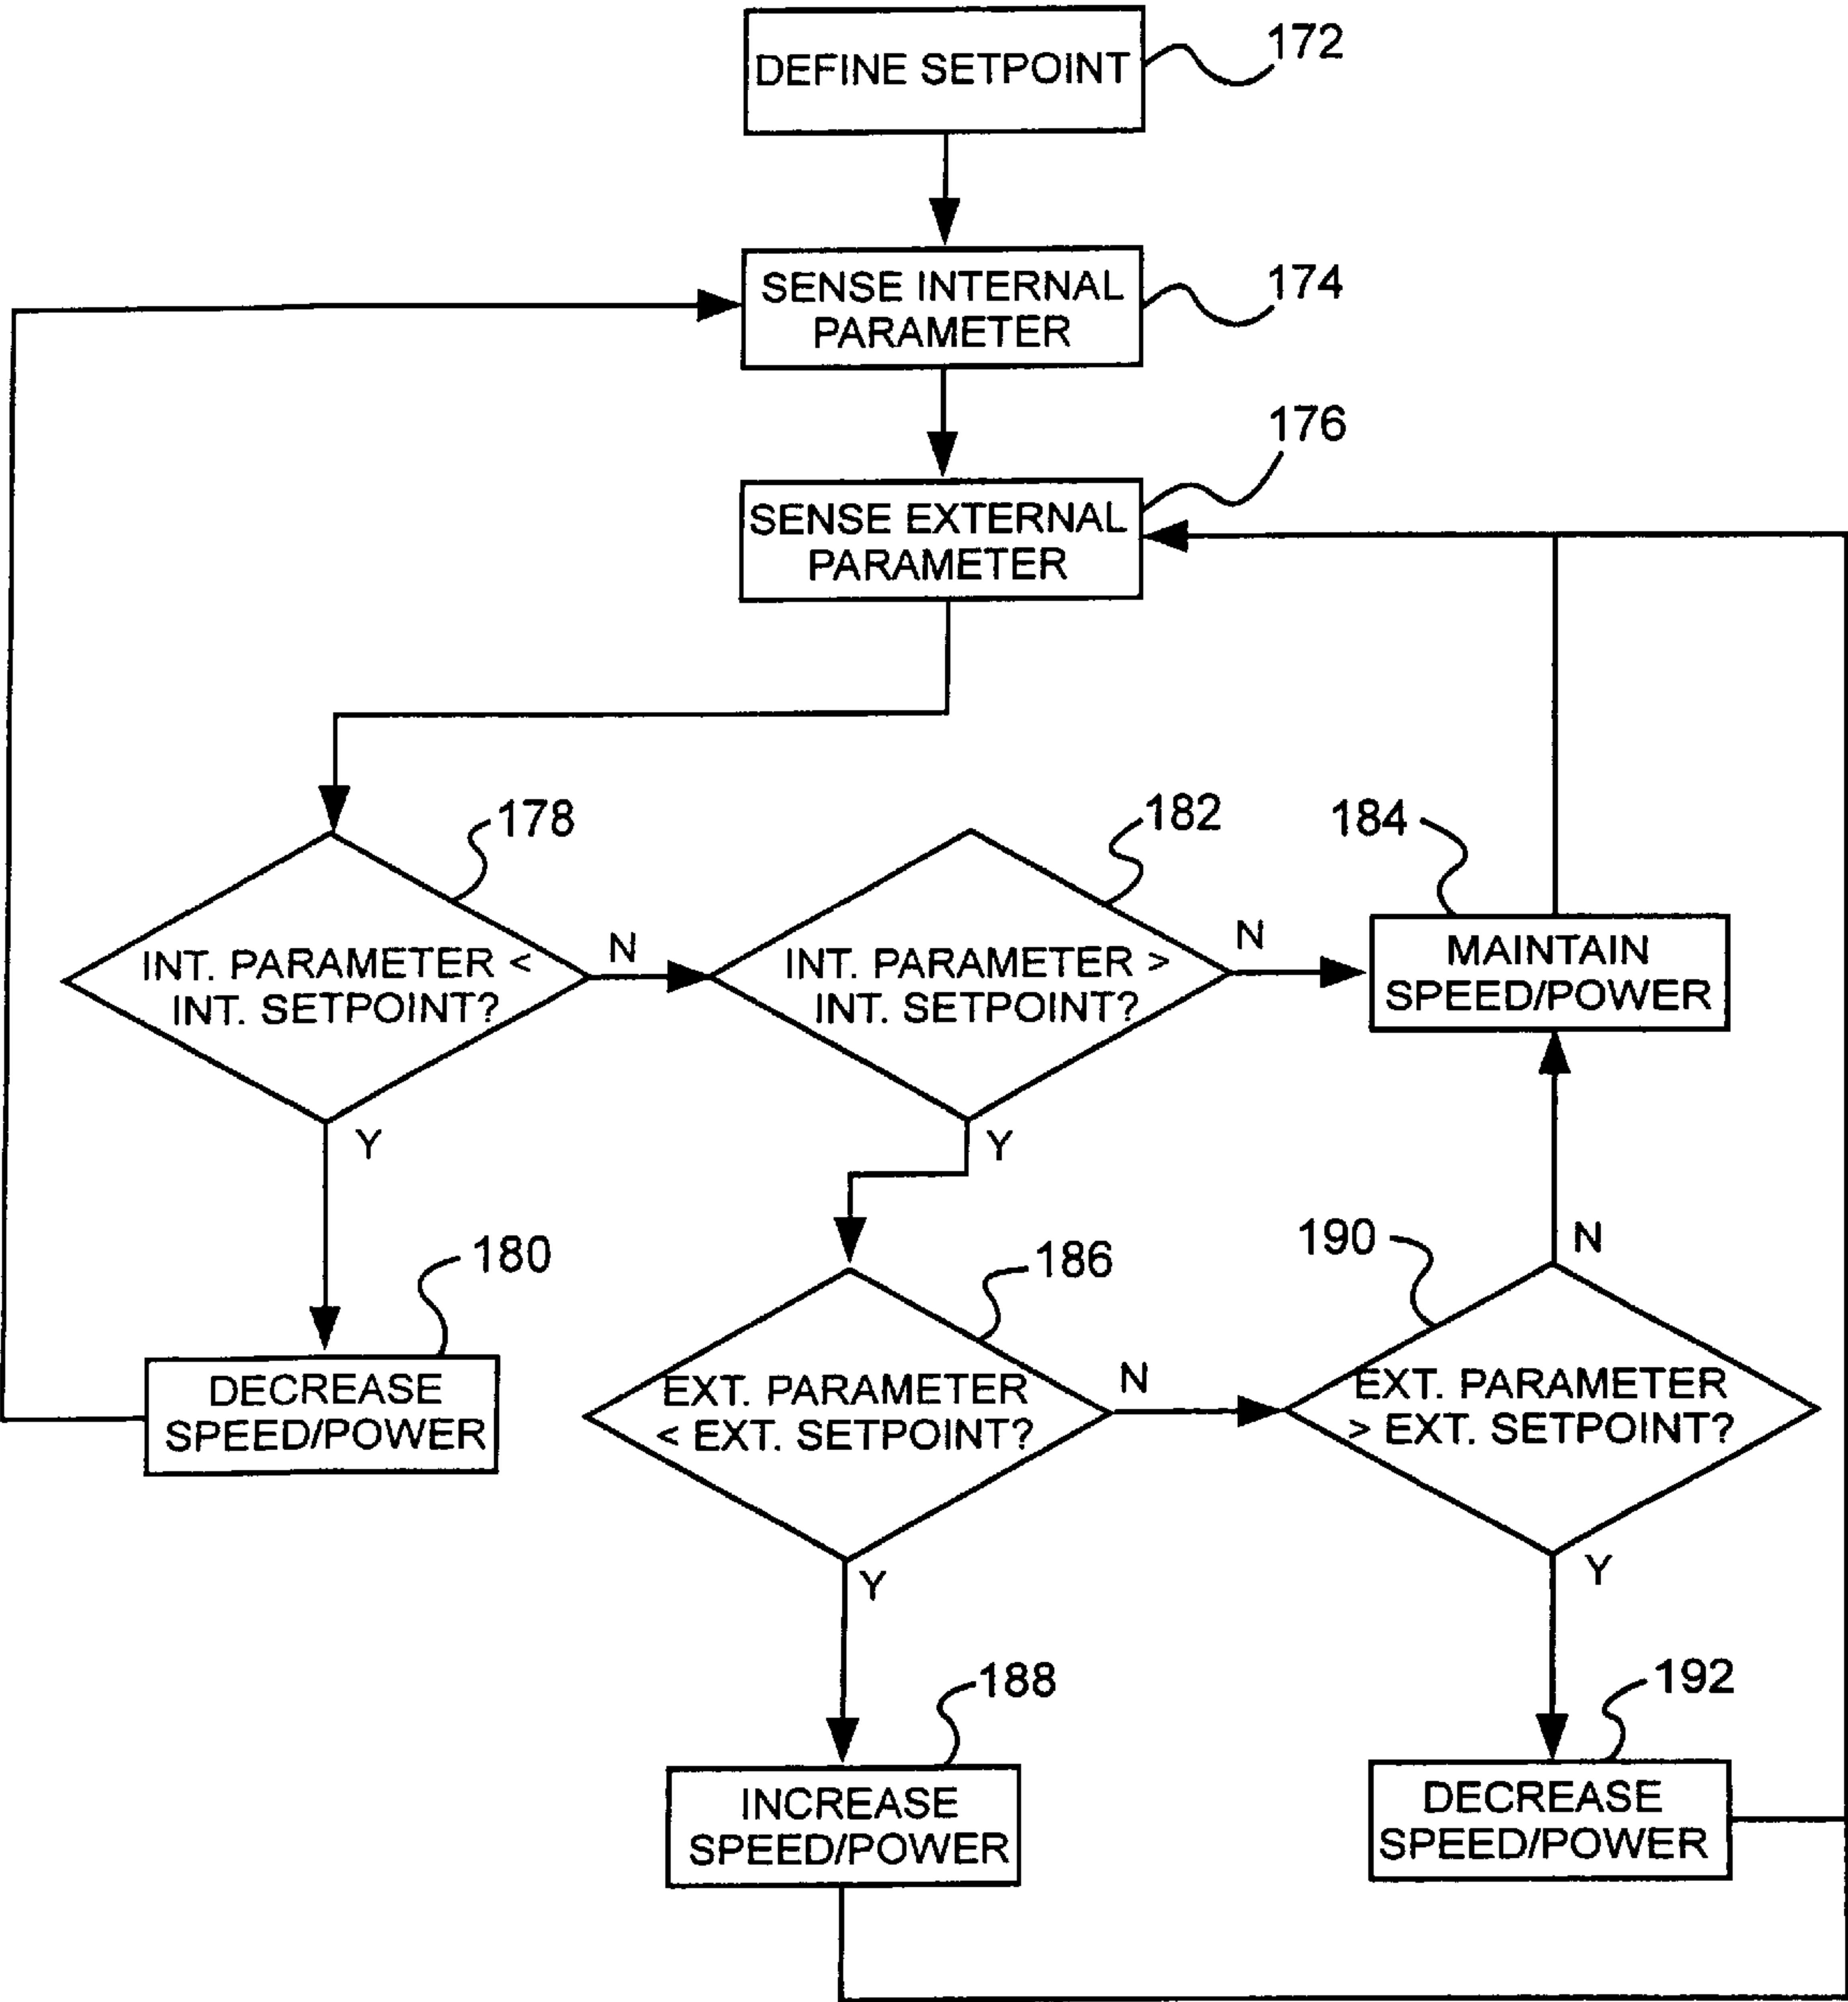 DEFINE SETPOINT
172
SENSE INTERNAL
PARAMETER
174
SENSE EXTERNAL
PARAMETER
176
INT. PARAMETER <
INT. SETPOINT?
178
N
Y
INT. PARAMETER >
INT. SETPOINT?
182
N
Y
MAINTAIN
SPEED/POWER
184
DECREASE
SPEED/POWER
180
EXT. PARAMETER
< EXT. SETPOINT?
186
N
Y
EXT. PARAMETER
> EXT. SETPOINT?
190
N
Y
INCREASE
SPEED/POWER
188
DECREASE
SPEED/POWER
192